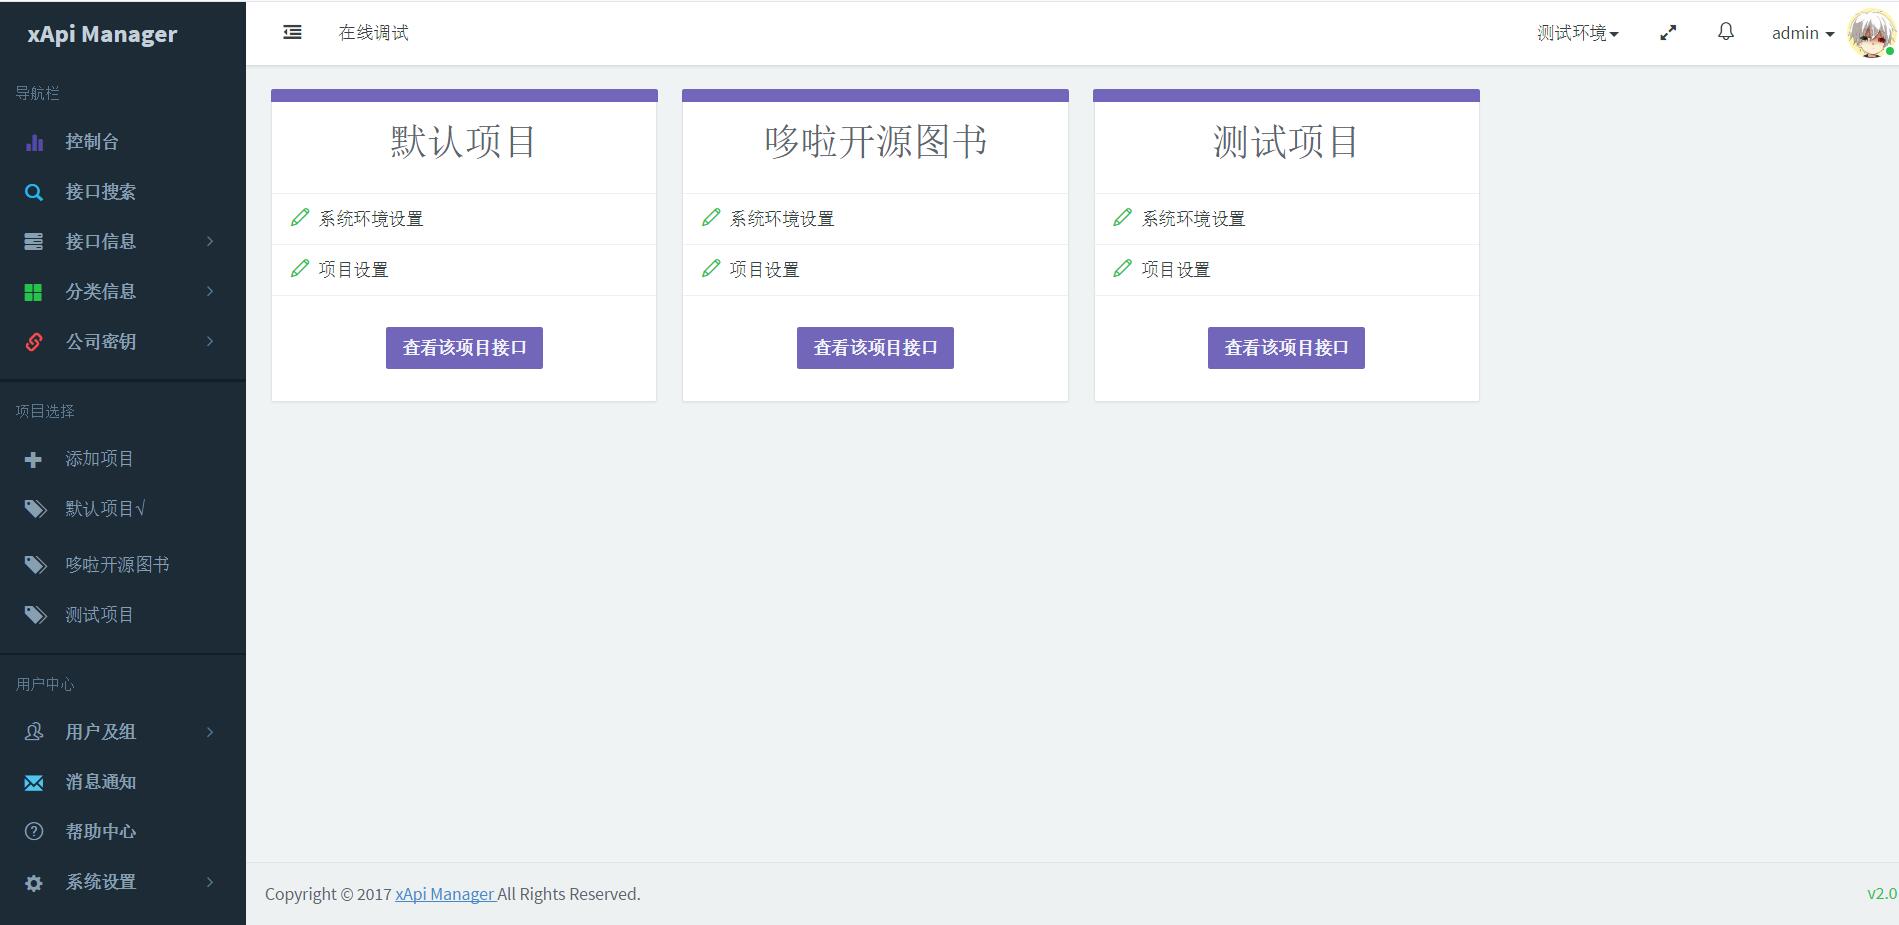 xApi Manager
导航栏
控制台
接口搜索
接口信息
分类信息
公司密钥
项目选择
添加项目
默认项目√
哆啦开源图书
测试项目
用户中心
用户及组
消息通知
帮助中心
系统设置
在线调试
测试环境
admin
默认项目
系统环境设置
项目设置
查看该项目接口
哆啦开源图书
系统环境设置
项目设置
查看该项目接口
测试项目
系统环境设置
项目设置
查看该项目接口
Copyright © 2017 xApi Manager All Rights Reserved.
v2.0